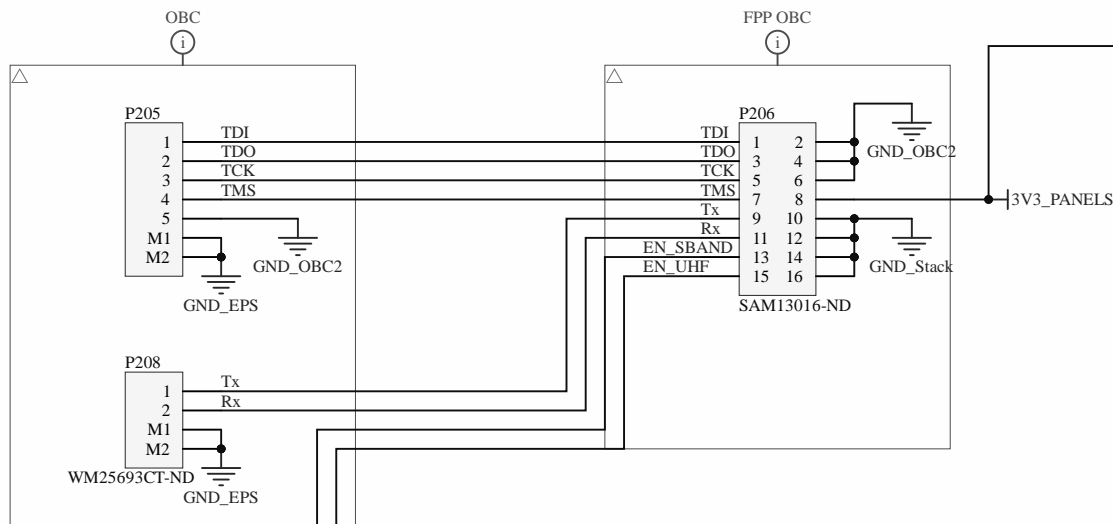 OBC
FPP OBC
i
i
P205
P206
1 TDI TDI 1 2
2 TDO TDO 3 4 GND_OBC2
3 TCK TCK 5 6
4 TMS TMS 7 8 3V3_PANELS
5 Tx 9 10
M1 Rx 11 12
M2 GND_OBC2 EN_SBAND 13 14 GND_Stack
GND_EPS EN_UHF 15 16
SAM13016-ND
P208
1 Tx
2 Rx
M1
M2
WM25693CT-ND
GND_EPS